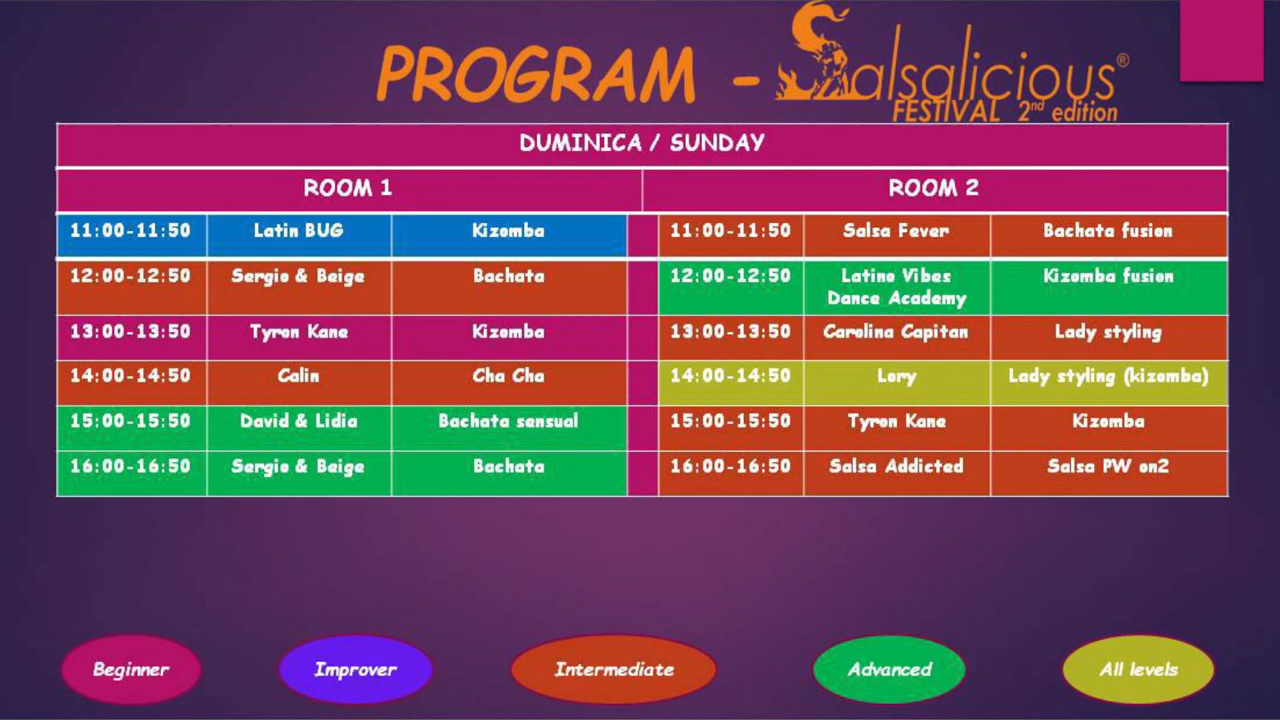 PROGRAM - Salsalicious®
FESTIVAL 2nd edition
DUMINICA / SUNDAY
ROOM 1 ROOM 2
11:00-11:50 Latin BUG Kizomba 11:00-11:50 Salsa Fever Bachata fusion
12:00-12:50 Sergio & Beige Bachata 12:00-12:50 Latino Vibes Kizomba fusion
Dance Academy
13:00-13:50 Tyron Kane Kizomba 13:00-13:50 Carolina Capitan Lady styling
14:00-14:50 Calin Cha Cha 14:00-14:50 Lory Lady styling (kizomba)
15:00-15:50 David & Lidia Bachata sensual 15:00-15:50 Tyron Kane Kizomba
16:00-16:50 Sergio & Beige Bachata 16:00-16:50 Salsa Addicted Salsa PW on2
Beginner Improver Intermediate Advanced All levels